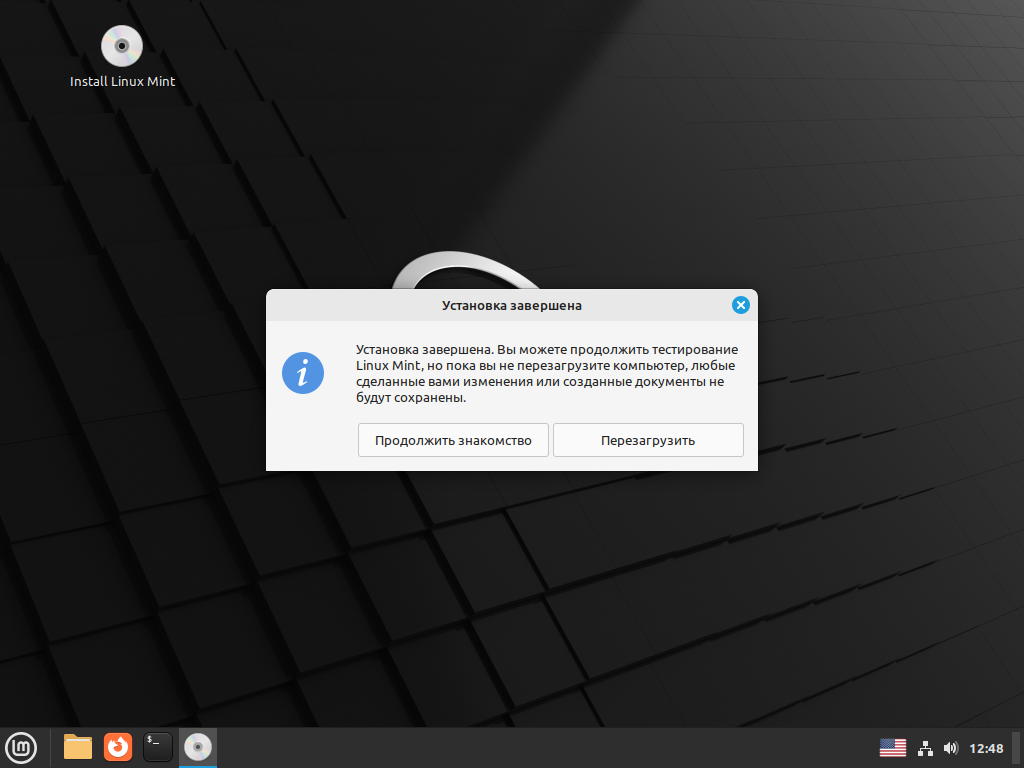 Install Linux Mint
Установка завершена
Установка завершена. Вы можете продолжить тестирование
Linux Mint, но пока вы не перезагрузите компьютер, любые
сделанные вами изменения или созданные документы не
будут сохранены.
Продолжить знакомство
Перезагрузить
12:48